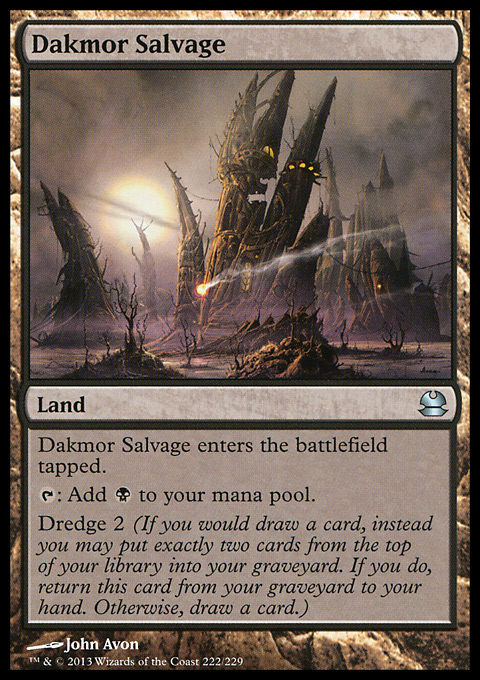 Dakmor Salvage
Land
Dakmor Salvage enters the battlefield
tapped.
: Add to your mana pool.
Dredge 2 (If you would draw a card, instead
you may put exactly two cards from the top
of your library into your graveyard. If you do,
return this card from your graveyard to your
hand. Otherwise, draw a card.)
John Avon
™ & © 2013 Wizards of the Coast 222/229